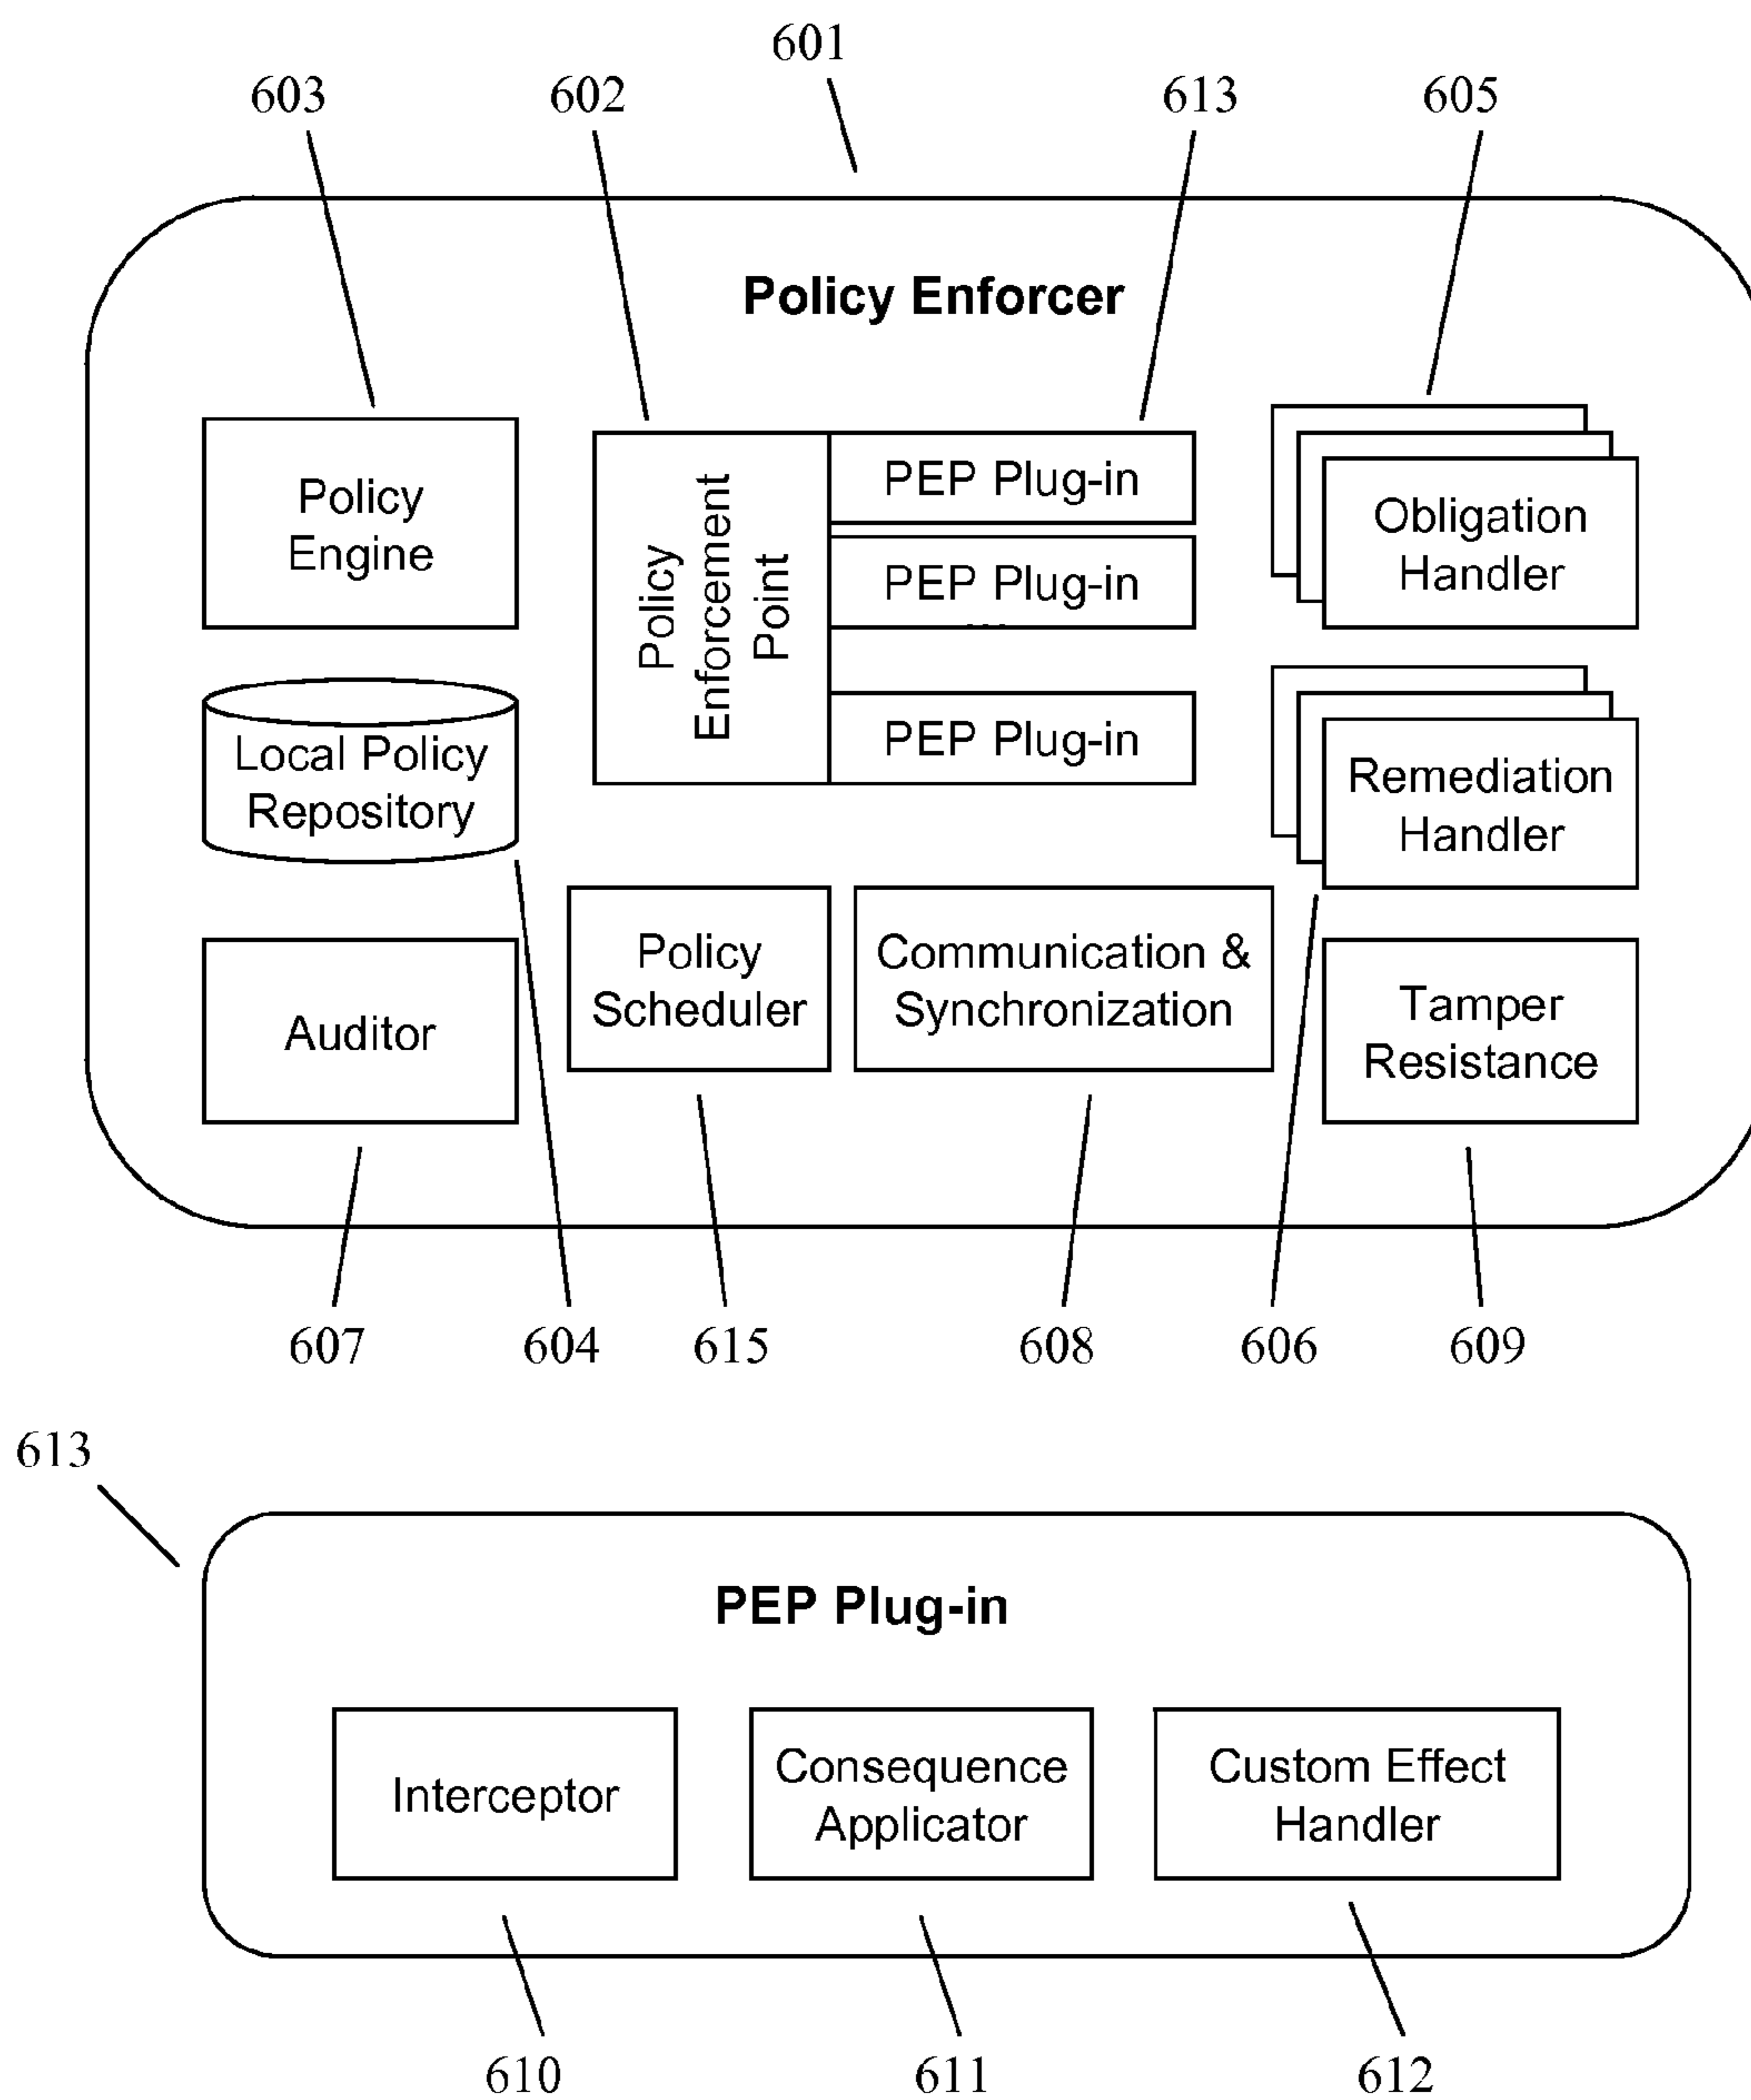 601
603
602
613
605
Policy Enforcer
Policy
Engine
Policy
Enforcement
Point
PEP Plug-in
PEP Plug-in
...
PEP Plug-in
Obligation
Handler
Local Policy
Repository
Remediation
Handler
Auditor
Policy
Scheduler
Communication &
Synchronization
Tamper
Resistance
607
604
615
608
606
609
613
PEP Plug-in
Interceptor
Consequence
Applicator
Custom Effect
Handler
610
611
612